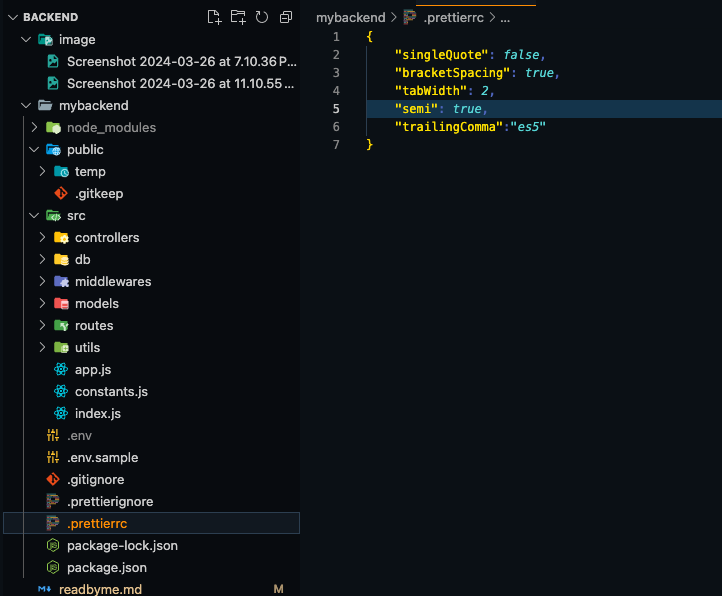 BACKEND
image
Screenshot 2024-03-26 at 7.10.36 P...
Screenshot 2024-03-26 at 11.10.55 ...
mybackend
node_modules
public
temp
.gitkeep
src
controllers
db
middlewares
models
routes
utils
app.js
constants.js
index.js
.env
.env.sample
.gitignore
.prettierignore
.prettierrc
package-lock.json
package.json
readbyme.md M
mybackend > .prettierrc > ...
1 {
2 "singleQuote": false,
3 "bracketSpacing": true,
4 "tabWidth": 2,
5 "semi": true,
6 "trailingComma":"es5"
7 }